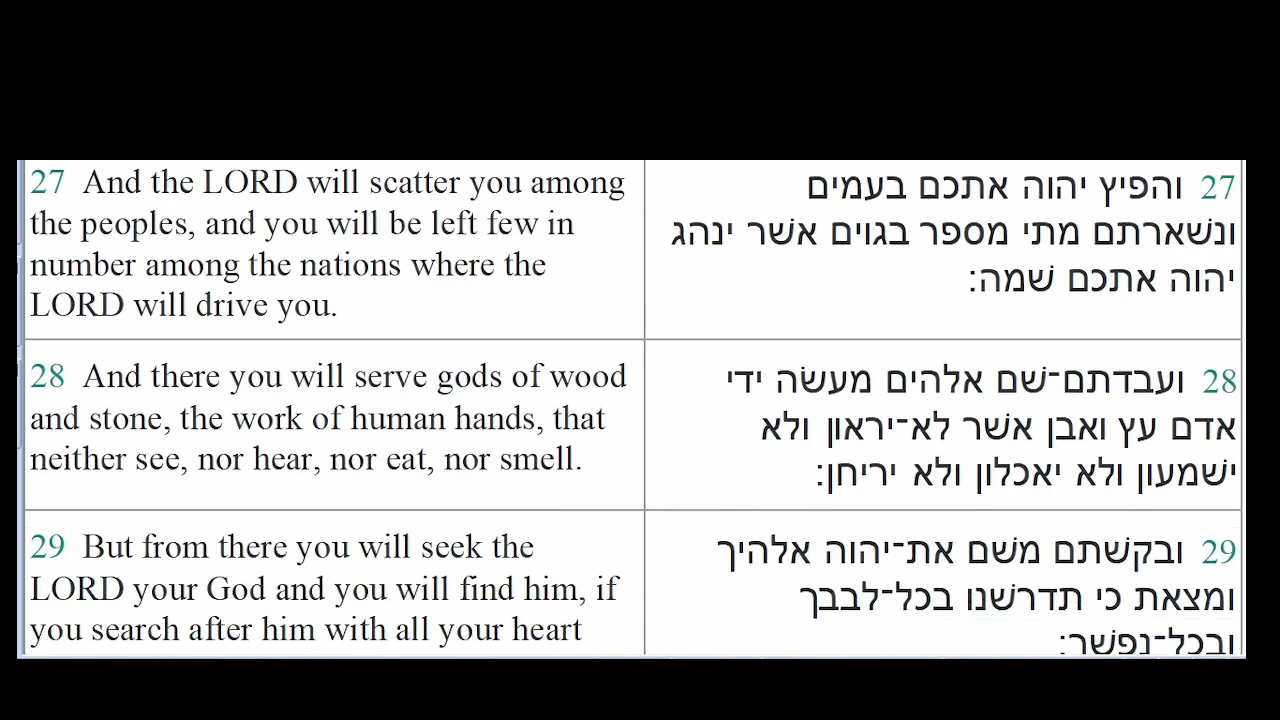 27 And the LORD will scatter you among
the peoples, and you will be left few in
number among the nations where the
LORD will drive you.
27 והפיץ יהוה אתכם בעמים
ונשׁארתם מתי מספר בגוים אשׁר ינהג
יהוה אתכם שׁמה׃
28 And there you will serve gods of wood
and stone, the work of human hands, that
neither see, nor hear, nor eat, nor smell.
28 ועבדתם־שׁם אלהים מעשׂה ידי
אדם עץ ואבן אשׁר לא־יראון ולא
ישׁמעון ולא יאכלון ולא יריחן׃
29 But from there you will seek the
LORD your God and you will find him, if
you search after him with all your heart
29 ובקשׁתם משׁם את־יהוה אלהיך
ומצאת כי תדרשׁנו בכל־לבבך
ובכל־נפשׁך׃